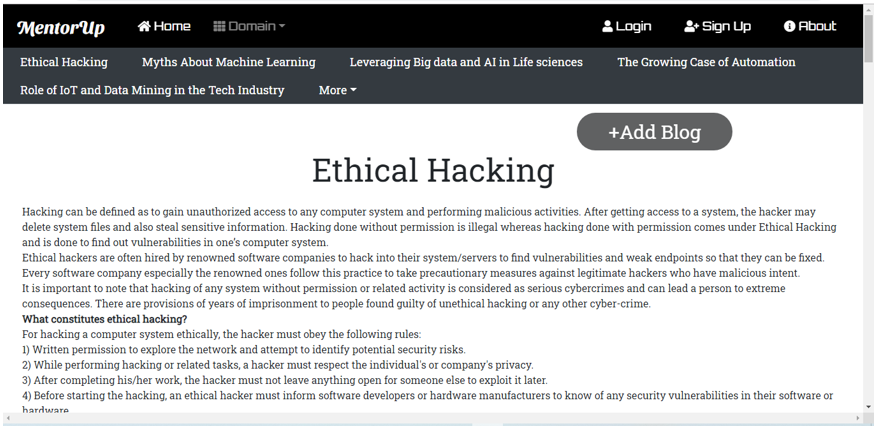 MentorUp Home Domain Login Sign Up About
Ethical Hacking Myths About Machine Learning Leveraging Big data and AI in Life sciences The Growing Case of Automation
Role of IoT and Data Mining in the Tech Industry More
+Add Blog
Ethical Hacking
Hacking can be defined as to gain unauthorized access to any computer system and performing malicious activities. After getting access to a system, the hacker may
delete system files and also steal sensitive information. Hacking done without permission is illegal whereas hacking done with permission comes under Ethical Hacking
and is done to find out vulnerabilities in one's computer system.
Ethical hackers are often hired by renowned software companies to hack into their system/servers to find vulnerabilities and weak endpoints so that they can be fixed.
Every software company especially the renowned ones follow this practice to take precautionary measures against legitimate hackers who have malicious intent.
It is important to note that hacking of any system without permission or related activity is considered as serious cybercrimes and can lead a person to extreme
consequences. There are provisions of years of imprisonment to people found guilty of unethical hacking or any other cyber-crime.
What constitutes ethical hacking?
For hacking a computer system ethically, the hacker must obey the following rules:
1) Written permission to explore the network and attempt to identify potential security risks.
2) While performing hacking or related tasks, a hacker must respect the individual's or company's privacy.
3) After completing his/her work, the hacker must not leave anything open for someone else to exploit it later.
4) Before starting the hacking, an ethical hacker must inform software developers or hardware manufacturers to know of any security vulnerabilities in their software or
hardware